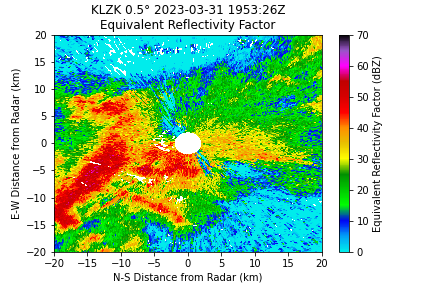 KLZK 0.5° 2023-03-31 1953:26Z
Equivalent Reflectivity Factor
20
15
10
5
0
−5
−10
−15
−20
E-W Distance from Radar (km)
−20 −15 −10 −5 0 5 10 15 20
N-S Distance from Radar (km)
70
60
50
40
30
20
10
0
Equivalent Reflectivity Factor (dBZ)